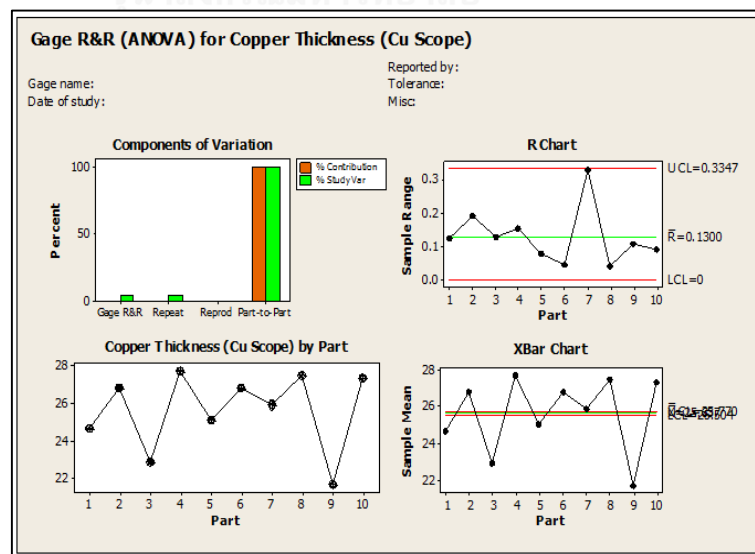 Gage R&R (ANOVA) for Copper Thickness (Cu Scope)
Reported by:
Gage name:
Tolerance:
Date of study:
Misc:
Components of Variation
100
50
0
Percent
Gage R&R Repeat Reprod Part-to-Part
% Contribution
% Study Var
R Chart
0.3
0.2
0.1
0.0
Sample Range
UCL=0.3347
R=0.1300
LCL=0
1 2 3 4 5 6 7 8 9 10
Part
Copper Thickness (Cu Scope) by Part
28
26
24
22
1 2 3 4 5 6 7 8 9 10
Part
XBar Chart
28
26
24
22
Sample Mean
1 2 3 4 5 6 7 8 9 10
Part